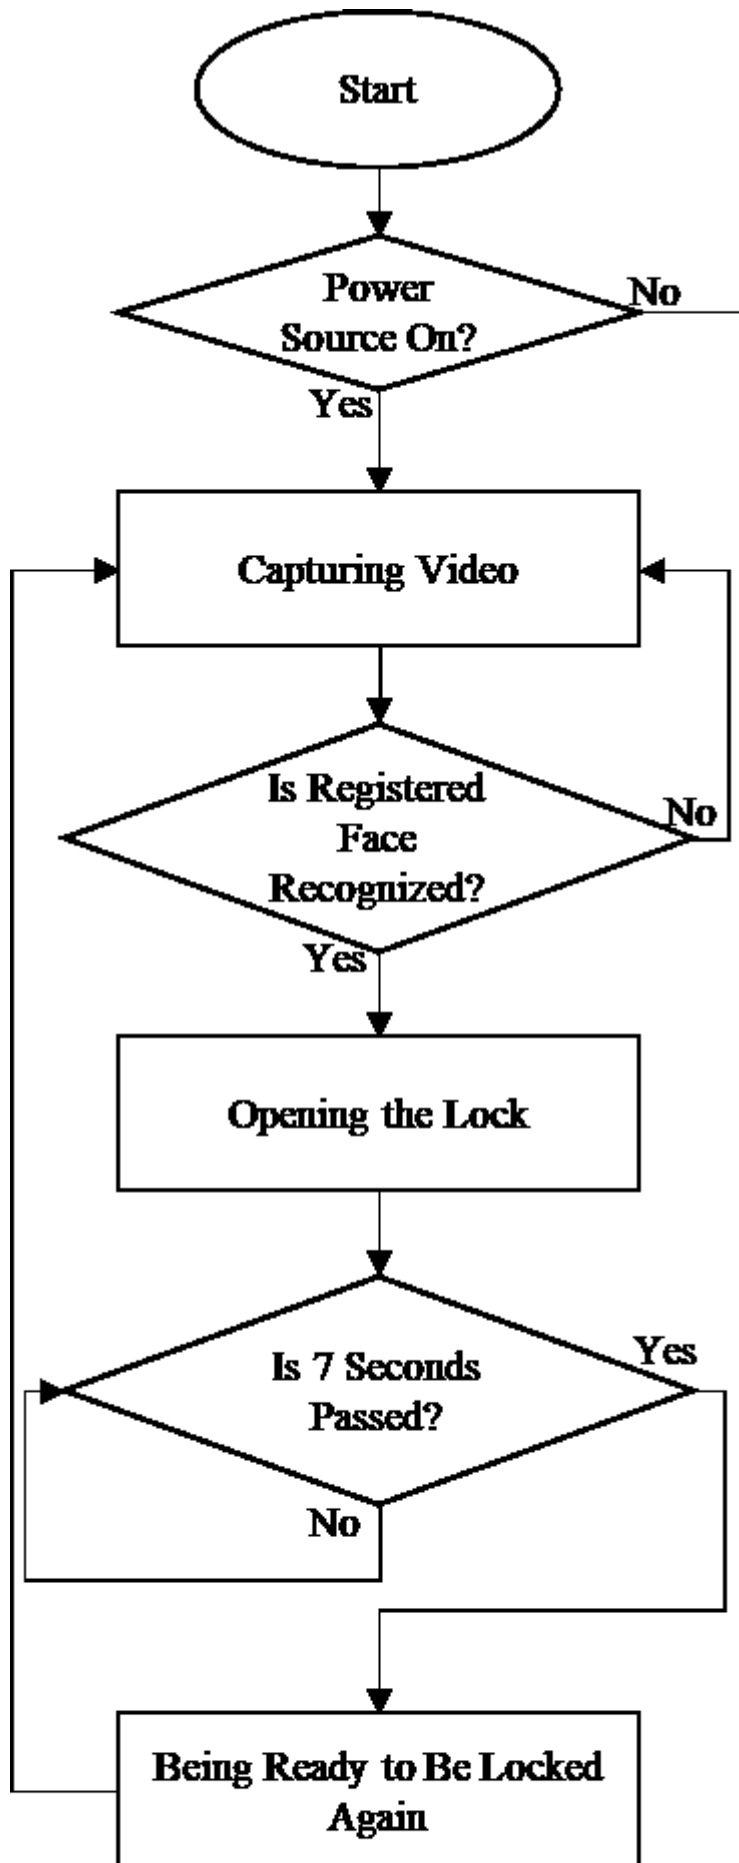 Start
Power
Source On?
No
Yes
Capturing Video
Is Registered
Face
Recognized?
No
Yes
Opening the Lock
Is 7 Seconds
Passed?
Yes
No
Being Ready to Be Locked
Again